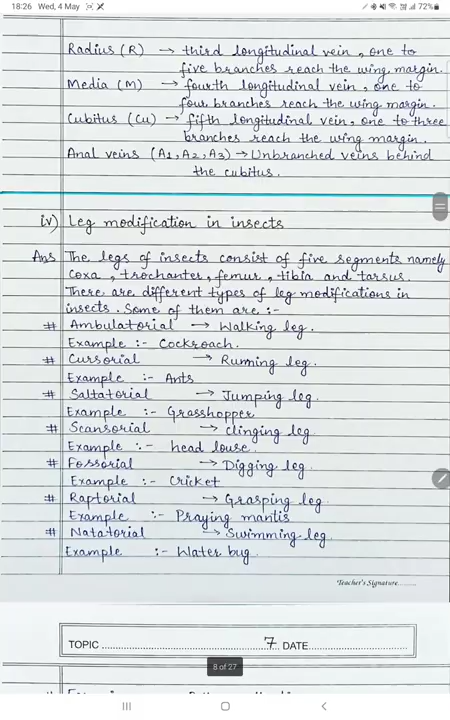 18:26 Wed, 4 May
72%
Radius (R) → third longitudinal vein, one to
five branches reach the wing margin.
Media (M) → fourth longitudinal vein, one to
four branches reach the wing margin.
Cubitus (Cu) → fifth longitudinal vein, one to three
branches reach the wing margin.
Anal veins (A1, A2, A3) → Unbranched veins behind
the cubitus.
iv) Leg modification in insects
Ans The legs of insects consist of five segments namely
coxa, trochanter, femur, tibia and tarsus.
There are different types of leg modifications in
insects. Some of them are :-
# Ambulatorial → Walking leg.
Example :- Cockroach.
# Cursorial → Running leg.
Example :- Ants
# Saltatorial → Jumping leg.
Example :- Grasshopper
# Scansorial → clinging leg
Example :- head louse.
# Fossorial → Digging leg.
Example :- Cricket
# Raptorial → Grasping leg.
Example :- Praying mantis
# Natatorial → Swimming leg.
Example :- Water bug.
Teacher's Signature.........
TOPIC ........ 7 DATE........
8 of 27